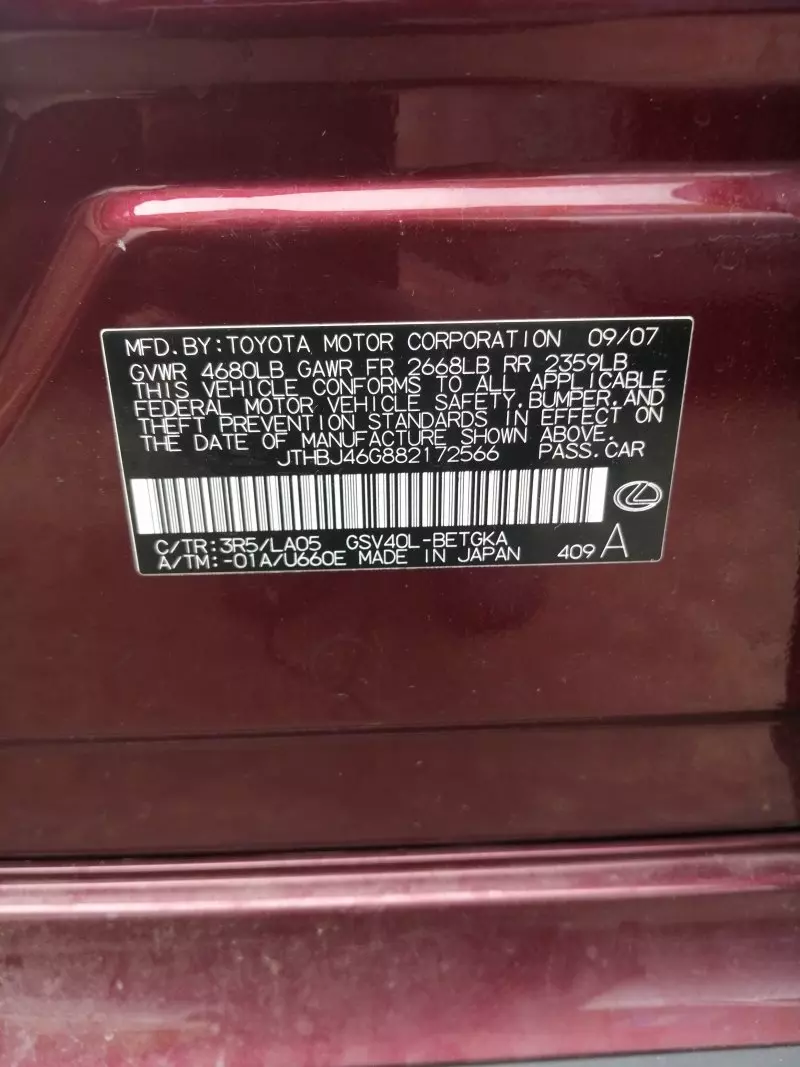 MFD.BY:TOYOTA MOTOR CORPORATION 09/07
GVWR 4680LB GAWR FR 2668LB RR 2359LB
THIS VEHICLE CONFORMS TO ALL APPLICABLE
FEDERAL MOTOR VEHICLE SAFETY,BUMPER,AND
THEFT PREVENTION STANDARDS IN EFFECT ON
THE DATE OF MANUFACTURE SHOWN ABOVE.
JTHBJ46G882172566 PASS.CAR
C/TR:3R5/LA05 GSV40L-BETGKA
A/TM:-01A/U660E MADE IN JAPAN 409 A